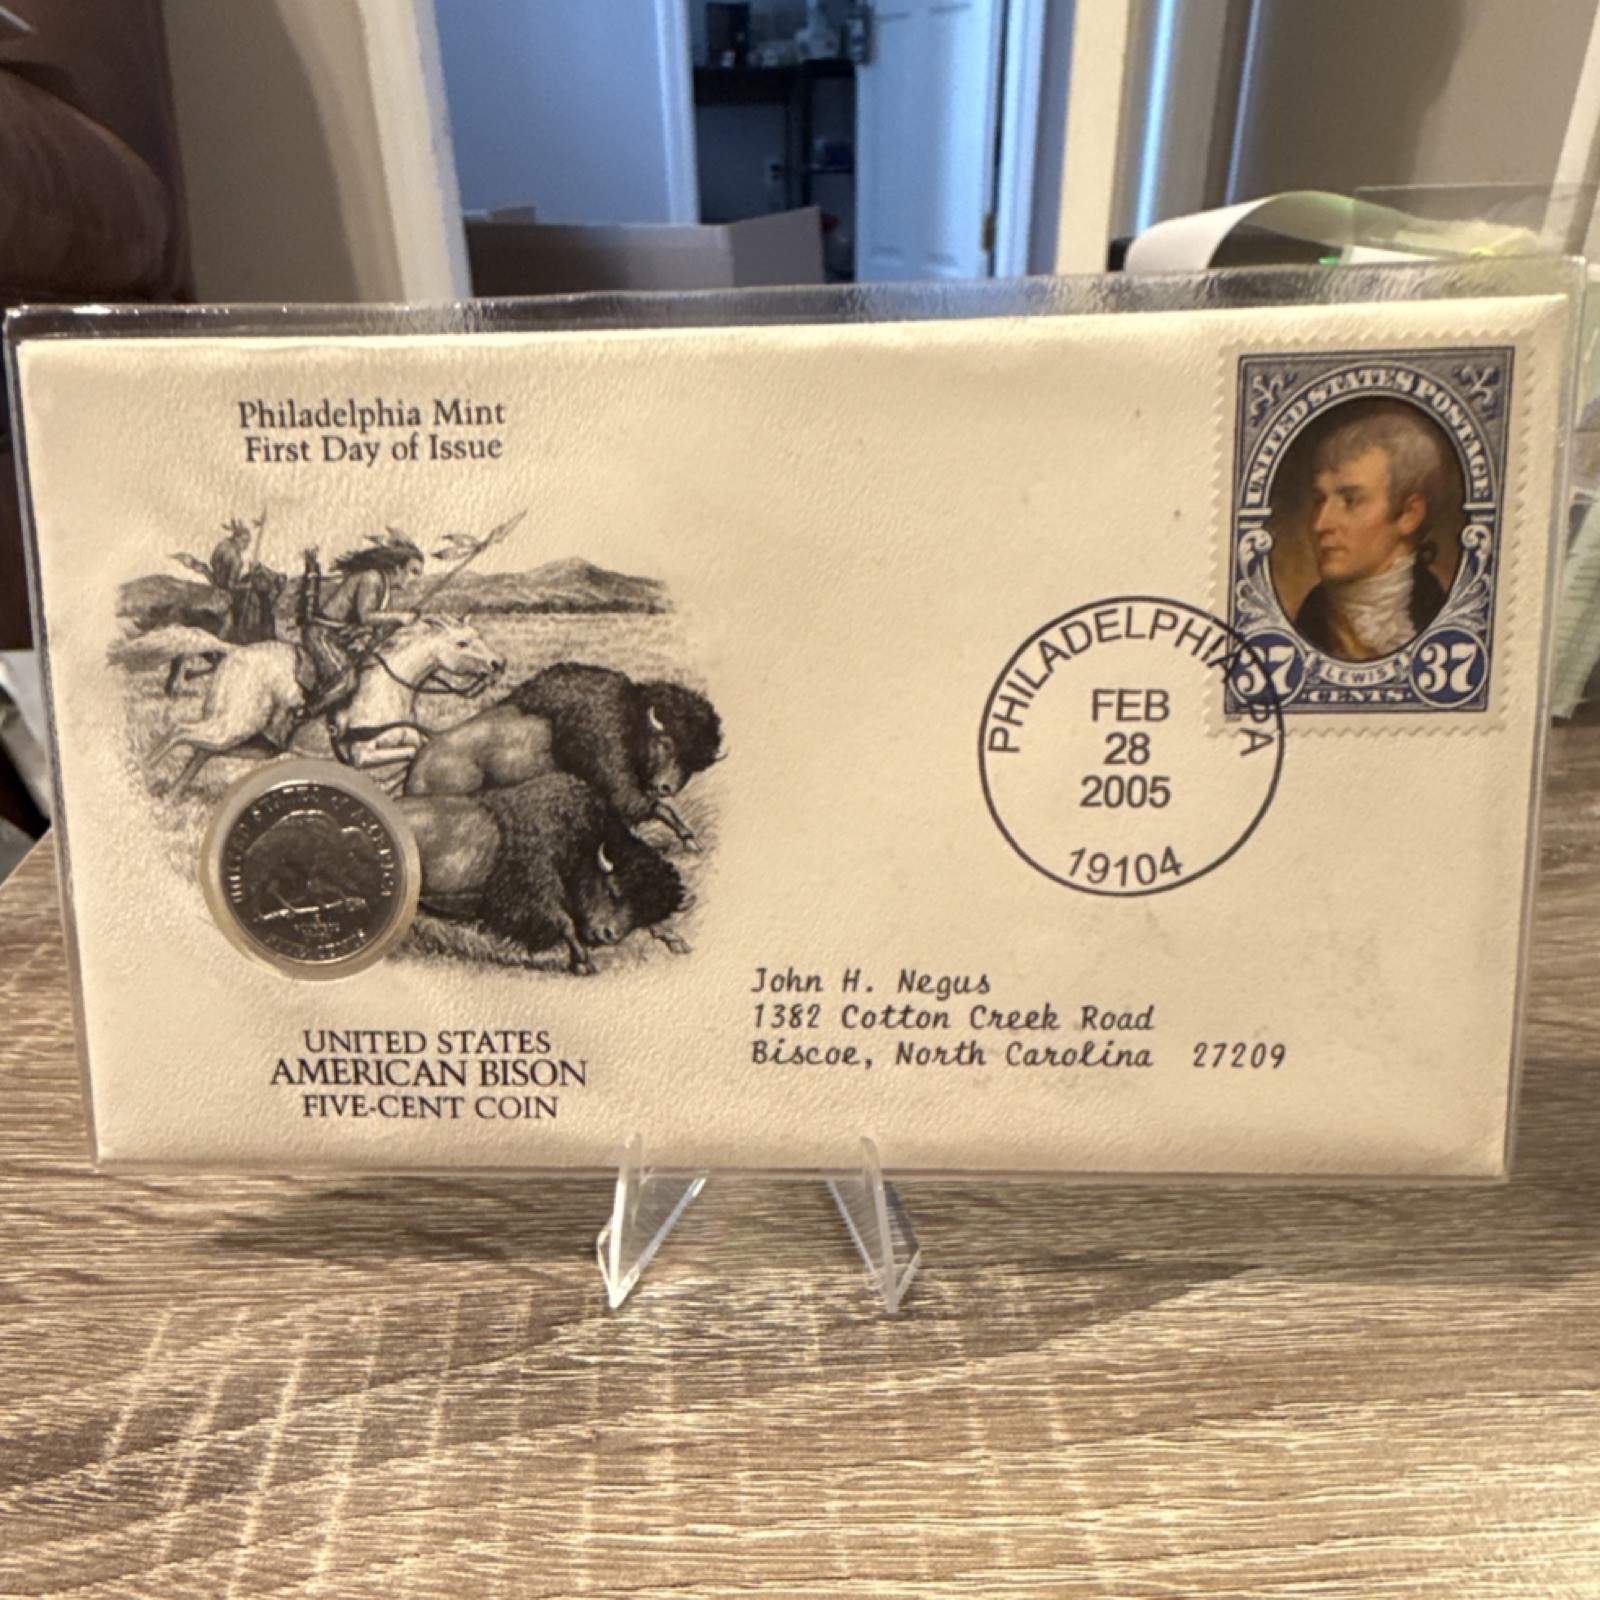 Philadelphia Mint
First Day of Issue
UNITED STATES POSTAGE
37 LEWIS 37
CENTS
PHILADELPHIA PA
FEB
28
2005
19104
John H. Negus
1382 Cotton Creek Road
Biscoe, North Carolina 27209
UNITED STATES
AMERICAN BISON
FIVE-CENT COIN